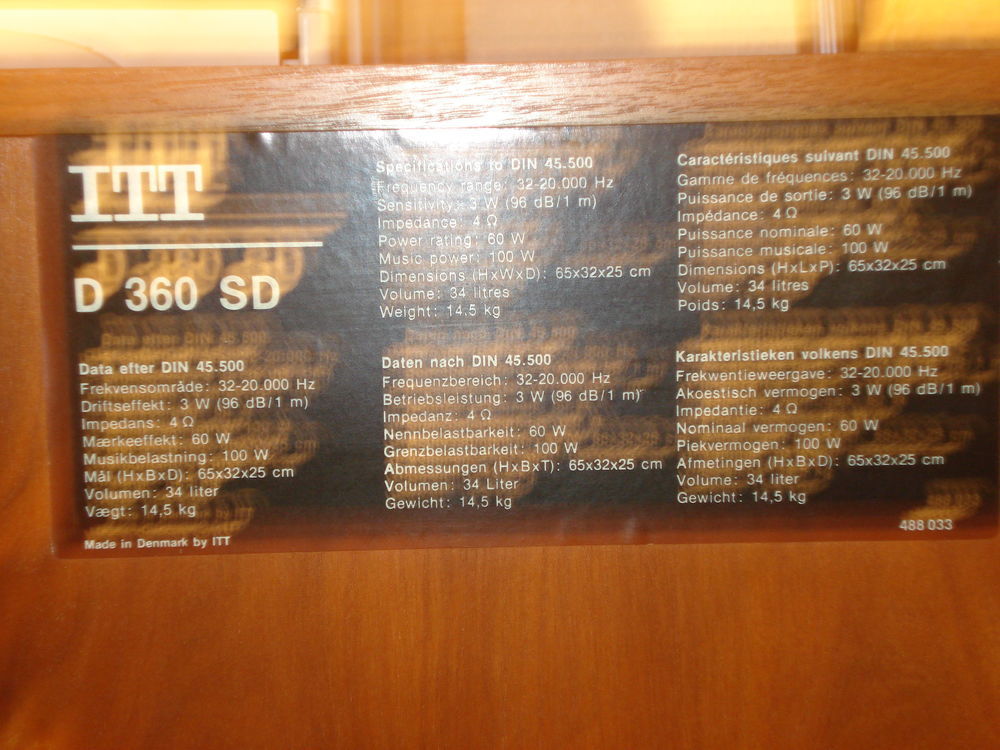 ITT
D 360 SD
Specifications to DIN 45.500
Frequency range: 32-20.000 Hz
Sensitivity: 3 W (96 dB/1 m)
Impedance: 4 Ω
Power rating: 60 W
Music power: 100 W
Dimensions (HxWxD): 65x32x25 cm
Volume: 34 litres
Weight: 14,5 kg
Caractéristiques suivant DIN 45.500
Gamme de fréquences: 32-20.000 Hz
Puissance de sortie: 3 W (96 dB/1 m)
Impédance: 4 Ω
Puissance nominale: 60 W
Puissance musicale: 100 W
Dimensions (HxLxP): 65x32x25 cm
Volume: 34 litres
Poids: 14,5 kg
Data efter DIN 45.500
Frekvensområde: 32-20.000 Hz
Driftseffekt: 3 W (96 dB/1 m)
Impedans: 4 Ω
Mærkeeffekt: 60 W
Musikbelastning: 100 W
Mål (HxBxD): 65x32x25 cm
Volumen: 34 liter
Vægt: 14,5 kg
Daten nach DIN 45.500
Frequenzbereich: 32-20.000 Hz
Betriebsleistung: 3 W (96 dB/1 m)
Impedanz: 4 Ω
Nennbelastbarkeit: 60 W
Grenzbelastbarkeit: 100 W
Abmessungen (HxBxT): 65x32x25 cm
Volumen: 34 Liter
Gewicht: 14,5 kg
Karakteristieken volkens DIN 45.500
Frekwentieweergave: 32-20.000 Hz
Akoestisch vermogen: 3 W (96 dB/1 m)
Impedantie: 4 Ω
Nominaal vermogen: 60 W
Piekvermogen: 100 W
Afmetingen (HxBxD): 65x32x25 cm
Volume: 34 liter
Gewicht: 14,5 kg
Made in Denmark by ITT
488 033